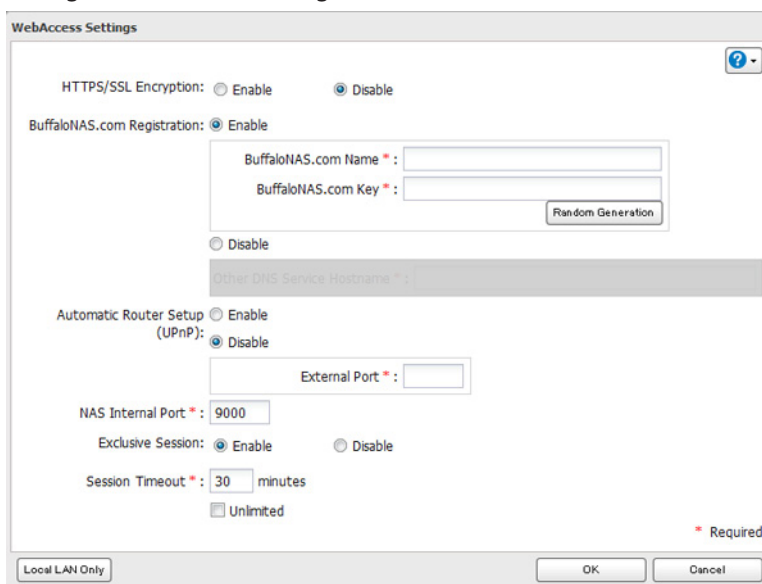 WebAccess Settings
?
HTTPS/SSL Encryption: Enable Disable
BuffaloNAS.com Registration: Enable
BuffaloNAS.com Name * :
BuffaloNAS.com Key * :
Random Generation
Disable
Other DNS Service Hostname * :
Automatic Router Setup Enable
(UPnP): Disable
External Port * :
NAS Internal Port * : 9000
Exclusive Session: Enable Disable
Session Timeout * : 30 minutes
Unlimited
* Required
Local LAN Only OK Cancel